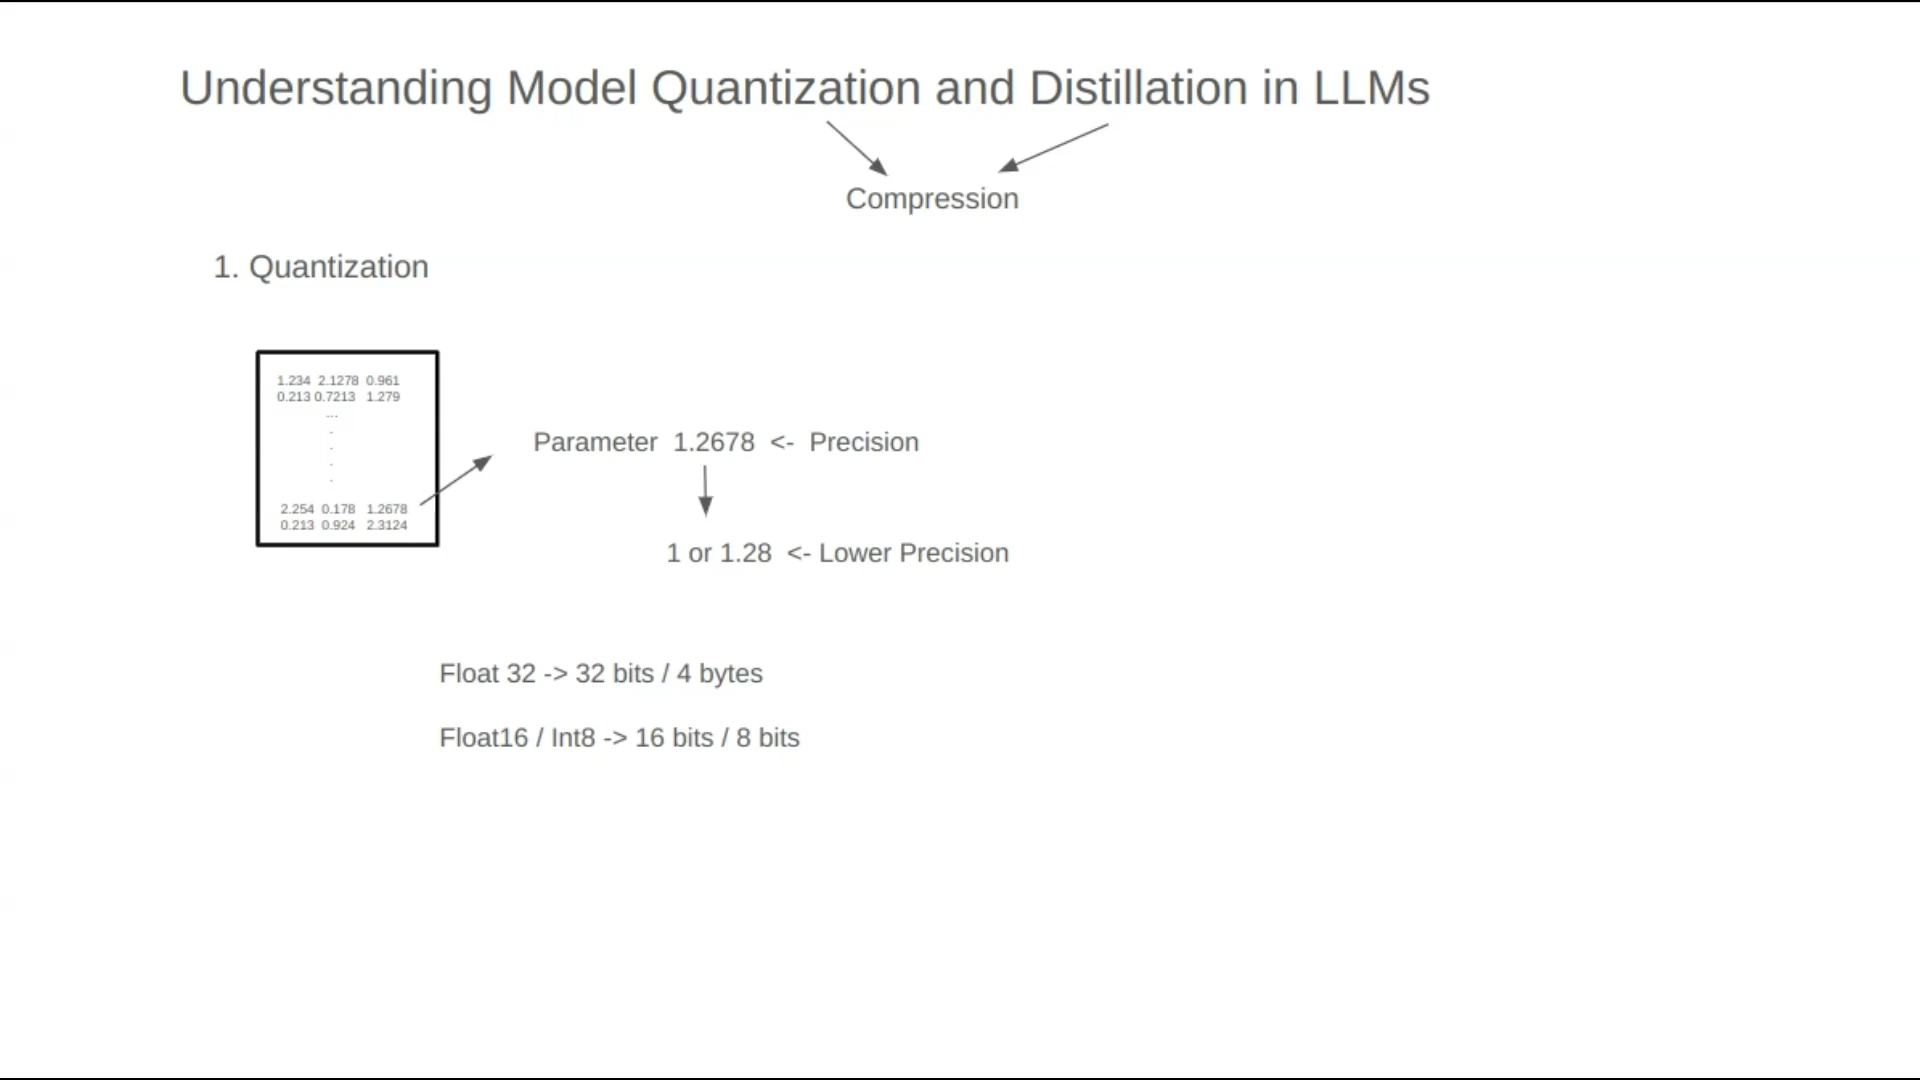 Understanding Model Quantization and Distillation in LLMs
Compression
1. Quantization
1.234 2.1278 0.961
0.213 0.7213 1.279
...
.
.
.
.
2.254 0.178 1.2678
0.213 0.924 2.3124
Parameter 1.2678 <- Precision
1 or 1.28 <- Lower Precision
Float 32 -> 32 bits / 4 bytes
Float16 / Int8 -> 16 bits / 8 bits